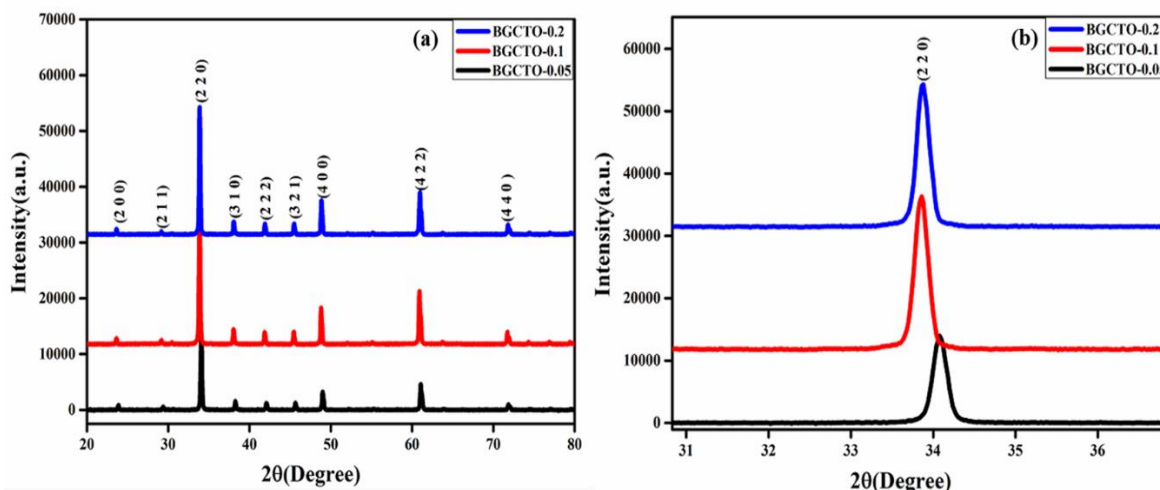 70000
60000
50000
40000
30000
20000
10000
0
Intensity(a.u.)
(a)
BGCTO-0.2
BGCTO-0.1
BGCTO-0.05
(2 0 0)
(2 1 1)
(2 2 0)
(3 1 0)
(2 2 2)
(3 2 1)
(4 0 0)
(4 2 2)
(4 4 0)
20 30 40 50 60 70 80
2θ(Degree)
60000
50000
40000
30000
20000
10000
0
Intensity(a.u.)
(b)
BGCTO-0.2
BGCTO-0.1
BGCTO-0.0
(2 2 0)
31 32 33 34 35 36
2θ(Degree)